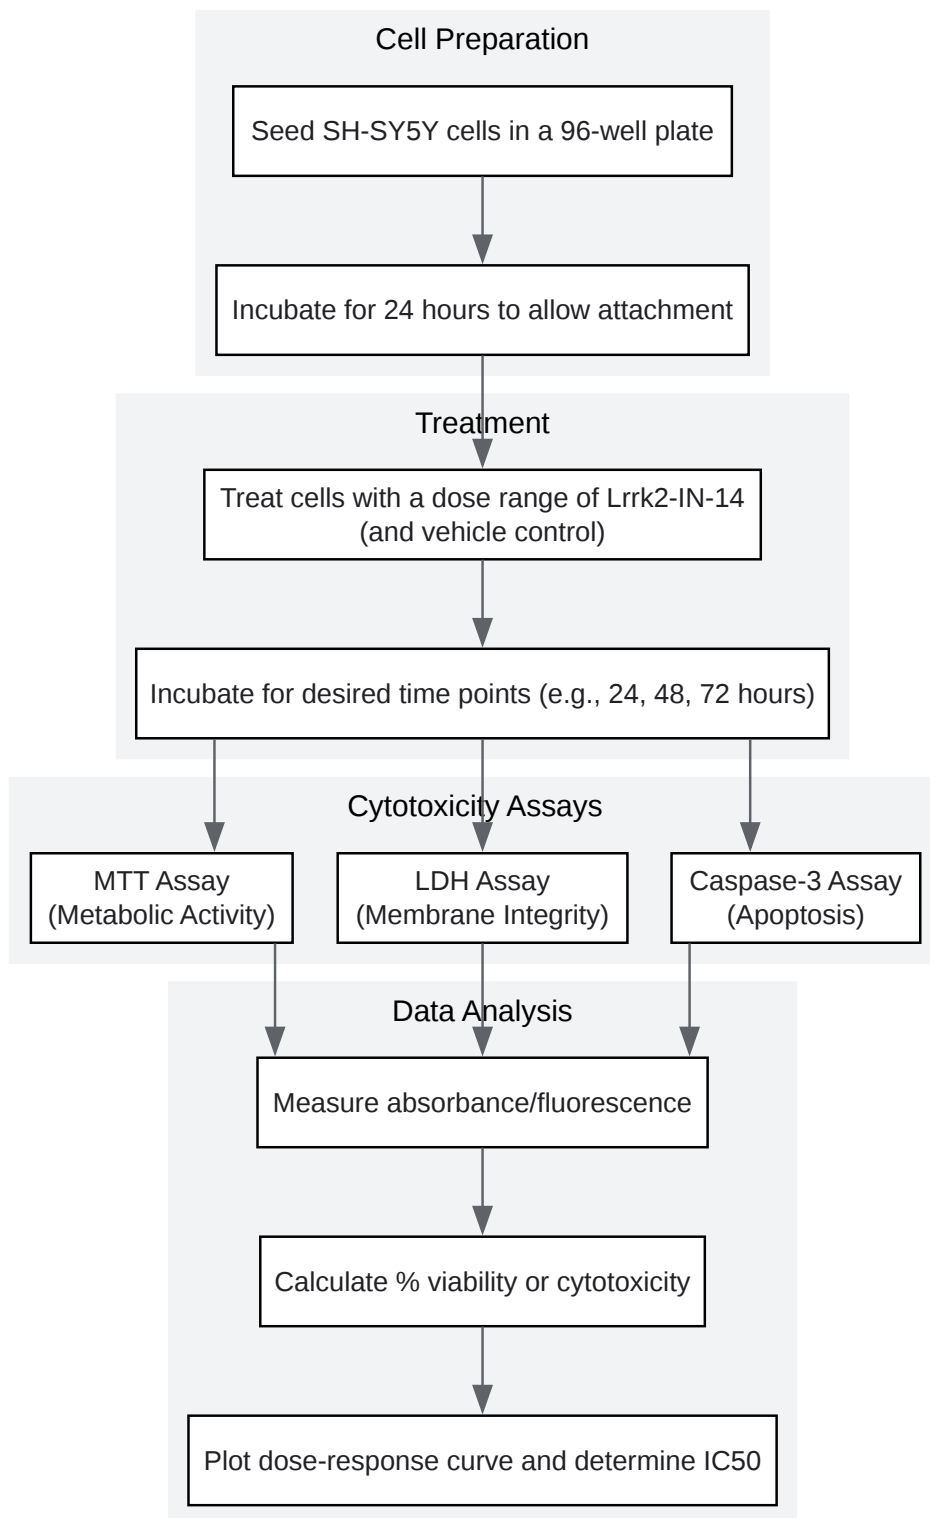 Cell Preparation
Seed SH-SY5Y cells in a 96-well plate
Incubate for 24 hours to allow attachment
Treatment
Treat cells with a dose range of Lrrk2-IN-14
(and vehicle control)
Incubate for desired time points (e.g., 24, 48, 72 hours)
Cytotoxicity Assays
MTT Assay
(Metabolic Activity)
LDH Assay
(Membrane Integrity)
Caspase-3 Assay
(Apoptosis)
Data Analysis
Measure absorbance/fluorescence
Calculate % viability or cytotoxicity
Plot dose-response curve and determine IC50